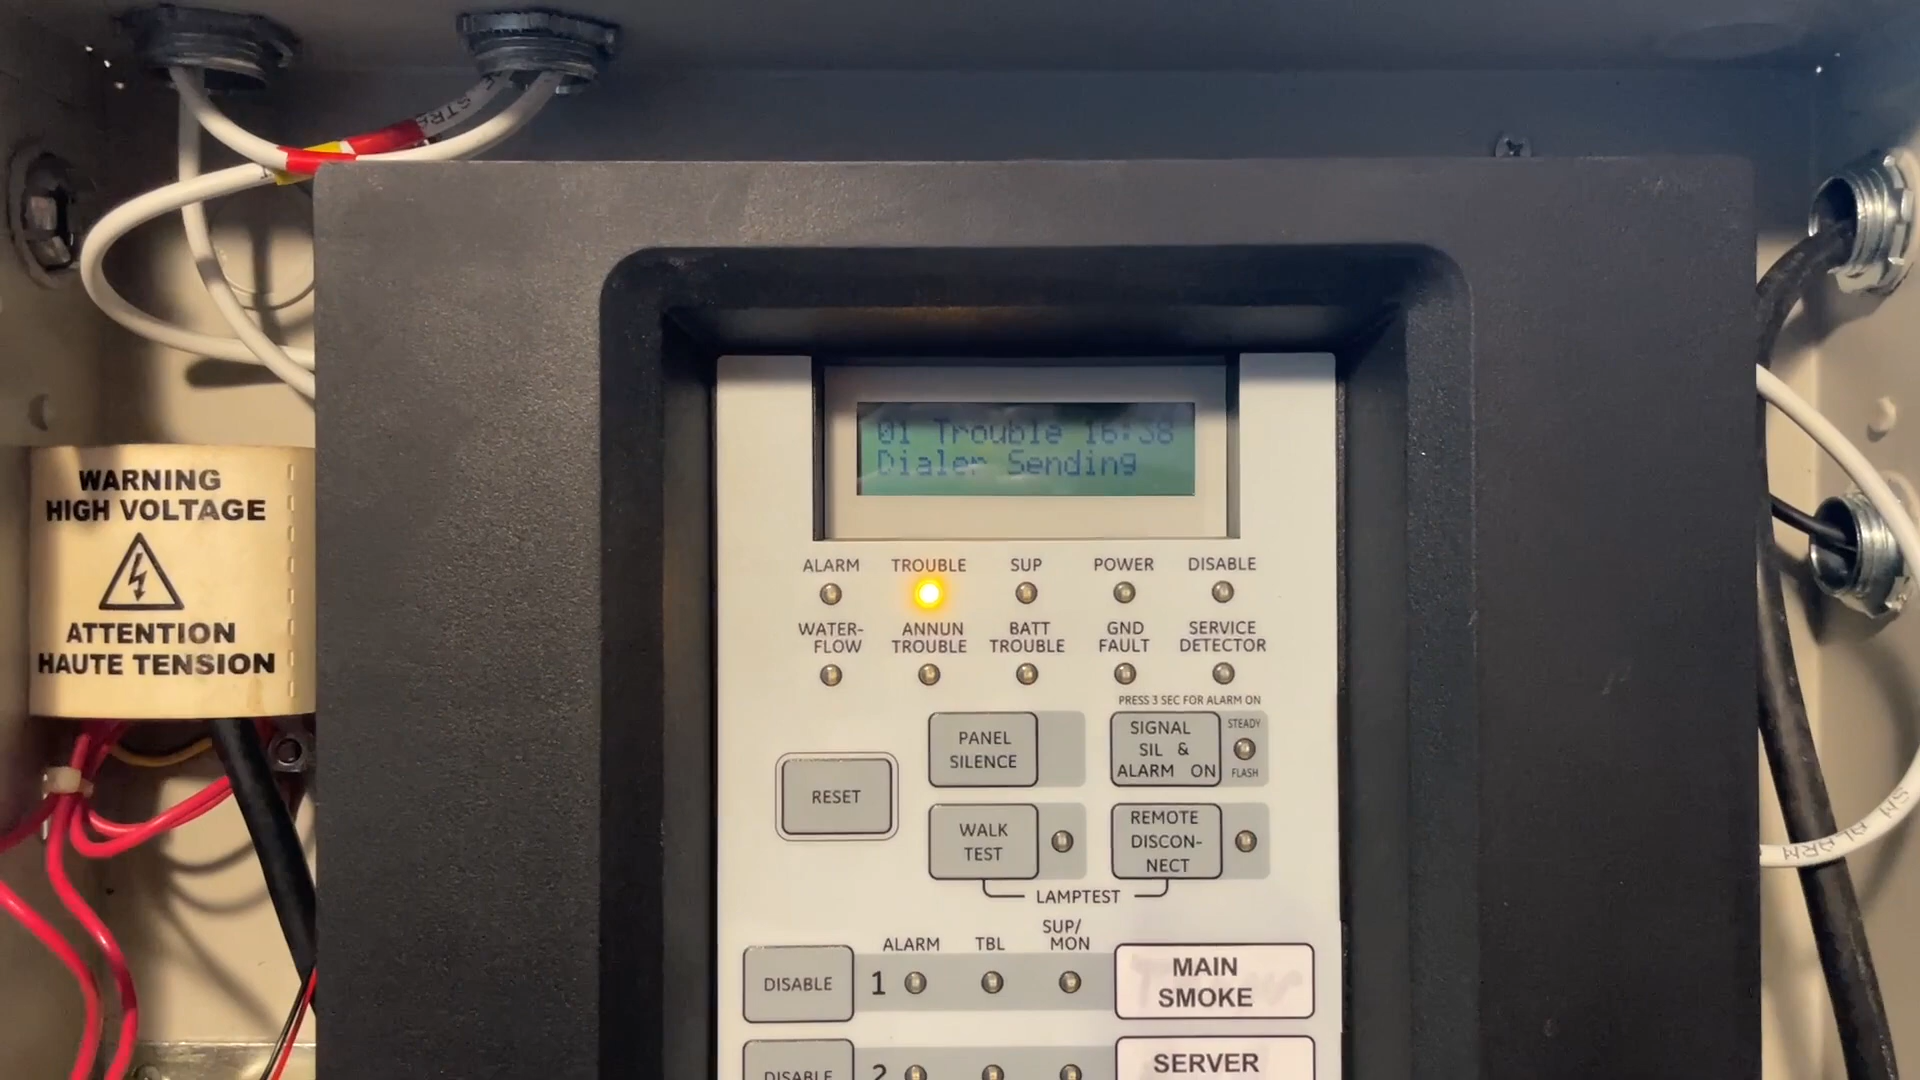 STRA
01 Trouble 16:38
Dialer Sending
WARNING
HIGH VOLTAGE
ATTENTION
HAUTE TENSION
ALARM TROUBLE SUP POWER DISABLE
WATER-
FLOW
ANNUN
TROUBLE
BATT
TROUBLE
GND
FAULT
SERVICE
DETECTOR
PRESS 3 SEC FOR ALARM ON
PANEL
SILENCE
SIGNAL
SIL &
ALARM ON
STEADY
FLASH
RESET
WALK
TEST
REMOTE
DISCON-
NECT
LAMPTEST
ALARM TBL SUP/
MON
DISABLE 1 MAIN
SMOKE
DISABLE 2 SERVER
ALARM